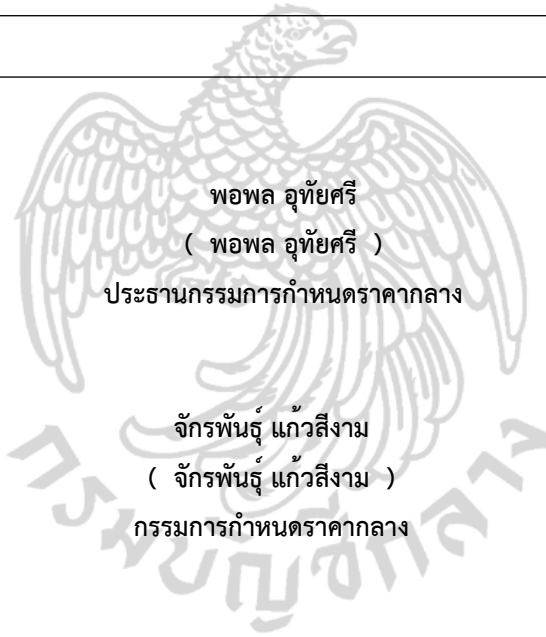 พอพล อุทัยศรี
( พอพล อุทัยศรี )
ประธานกรรมการกำหนดราคากลาง
จักรพันธุ์ แก้วสีงาม
( จักรพันธุ์ แก้วสีงาม )
กรรมการกำหนดราคากลาง
กรมบัญชีกลาง